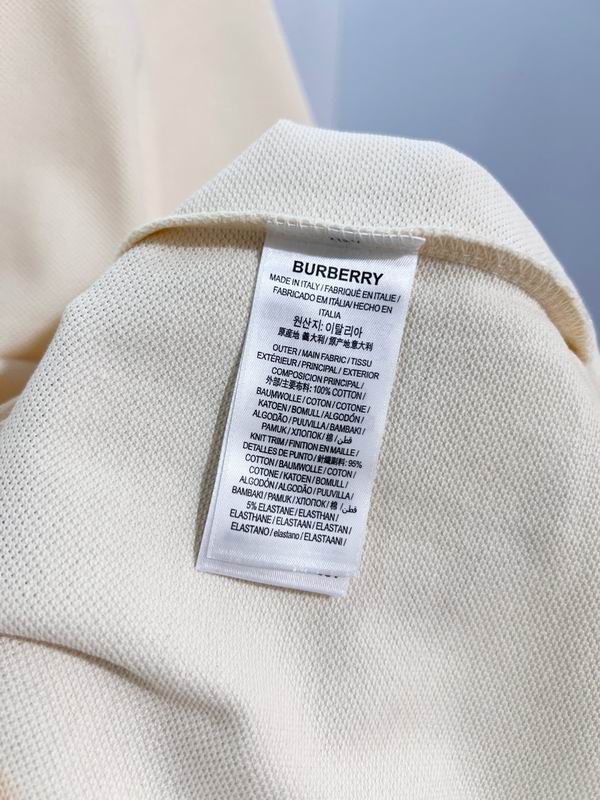 BURBERRY
MADE IN ITALY / FABRIQUÉ EN ITALIE /
FABRICADO EM ITÁLIA / HECHO EN
ITALIA
원산지: 이탈리아
原産地 義大利 / 原产地意大利
OUTER / MAIN FABRIC / TISSU
EXTÉRIEUR / PRINCIPAL / EXTERIOR
COMPOSICIÓN PRINCIPAL /
外部/主要布料: 100% COTTON /
BAUMWOLLE / COTON / COTONE /
KATOEN / BOMULL / ALGODÓN /
ALGODÃO / PUUVILLA / BAMBAKI /
PAMUK / ХЛОПОК / 棉 / قطن/
KNIT TRIM / FINITION EN MAILLE /
DETALLES DE PUNTO / 針織副料: 95%
COTTON / BAUMWOLLE / COTON /
COTONE / KATOEN / BOMULL /
ALGODÓN / ALGODÃO / PUUVILLA /
BAMBAKI / PAMUK / ХЛОПОК / 棉 / قطن/
5% ELASTANE / ELASTHAN /
ELASTHANE / ELASTAAN / ELASTAN /
ELASTANO / elastano / ELASTAANI /